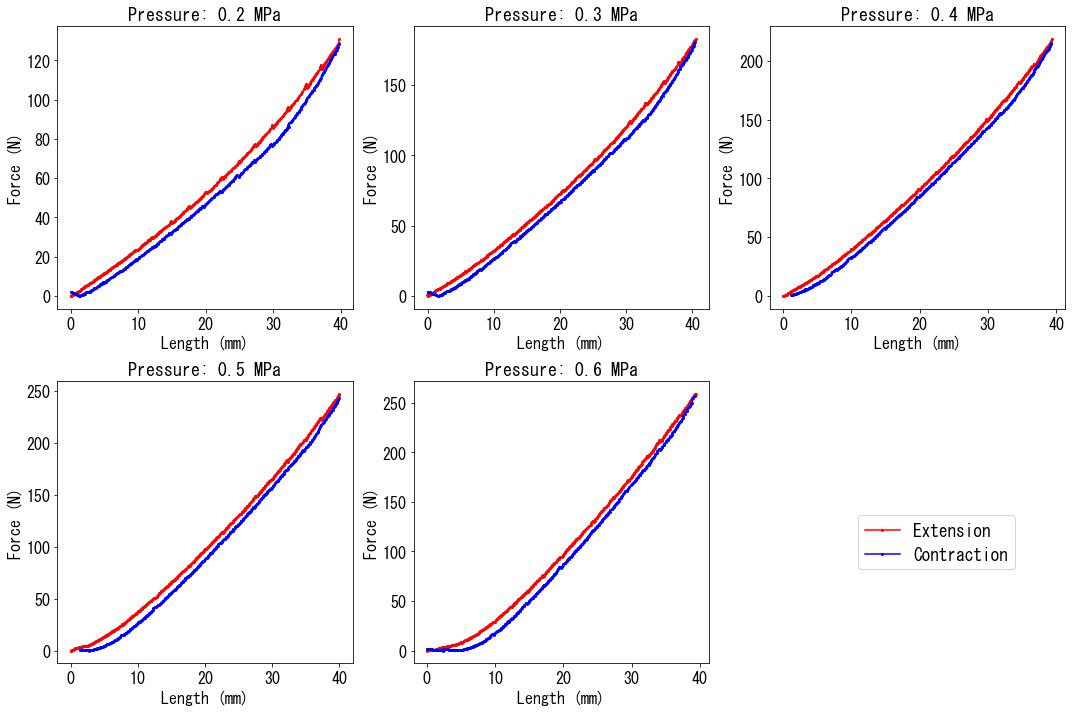 Pressure: 0.2 MPa
120
100
80
60
40
20
0
Force (N)
0 10 20 30 40
Length (mm)
Pressure: 0.3 MPa
150
100
50
0
Force (N)
0 10 20 30 40
Length (mm)
Pressure: 0.4 MPa
200
150
100
50
0
Force (N)
0 10 20 30 40
Length (mm)
Pressure: 0.5 MPa
250
200
150
100
50
0
Force (N)
0 10 20 30 40
Length (mm)
Pressure: 0.6 MPa
250
200
150
100
50
0
Force (N)
0 10 20 30 40
Length (mm)
Extension
Contraction